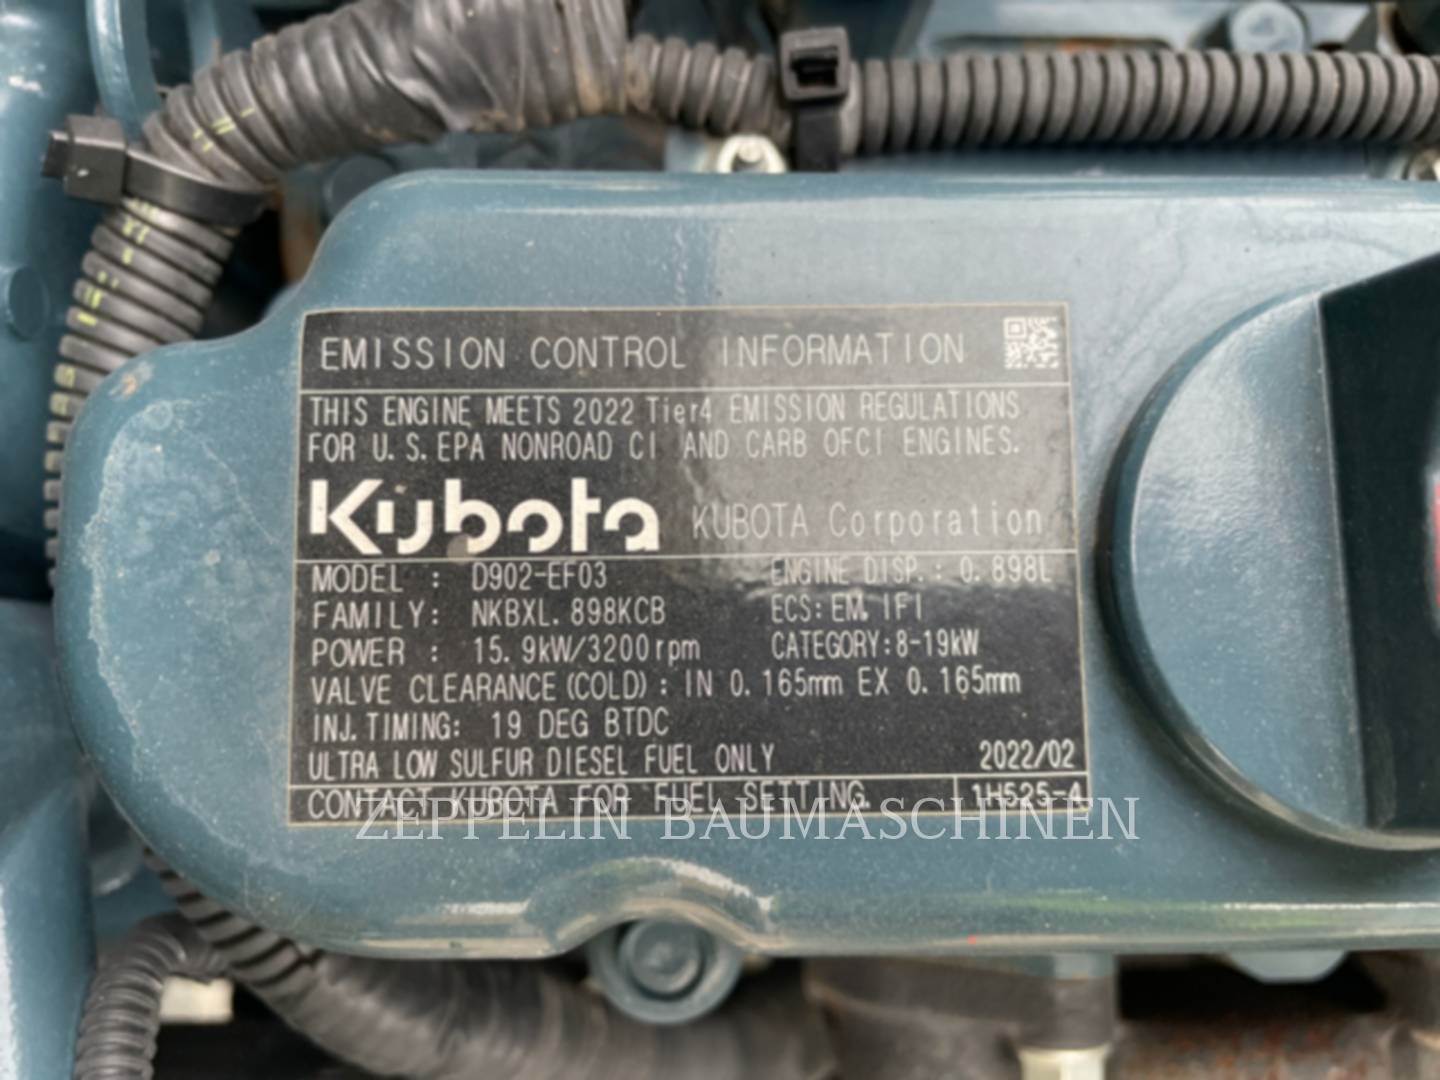 EMISSION CONTROL INFORMATION
THIS ENGINE MEETS 2022 Tier4 EMISSION REGULATIONS
FOR U.S.EPA NONROAD CI AND CARB OFCI ENGINES.
Kubota KUBOTA Corporation
MODEL : D902-EF03 ENGINE DISP.: 0.898L
FAMILY: NKBXL.898KCB ECS:EM,IFI
POWER : 15.9kW/3200rpm CATEGORY:8-19kW
VALVE CLEARANCE(COLD): IN 0.165mm EX 0.165mm
INJ.TIMING: 19 DEG BTDC
ULTRA LOW SULFUR DIESEL FUEL ONLY 2022/02
CONTACT KUBOTA FOR FUEL SETTING. 1H525-4
ZEPPELIN BAUMASCHINEN